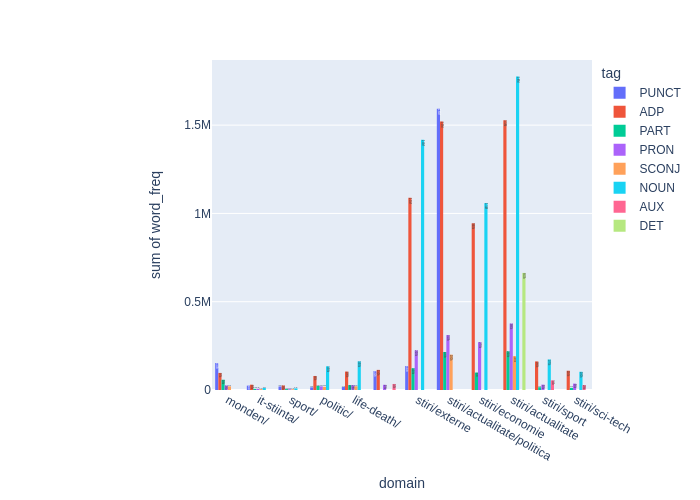 tag
PUNCT
ADP
PART
PRON
SCONJ
NOUN
AUX
DET
sum of word_freq
1.5M
1M
0.5M
0
monden/
it-stiinta/
sport/
politic/
life-death/
stiri/externe
stiri/actualitate/politica
stiri/economie
stiri/actualitate
stiri/sport
stiri/sci-tech
domain